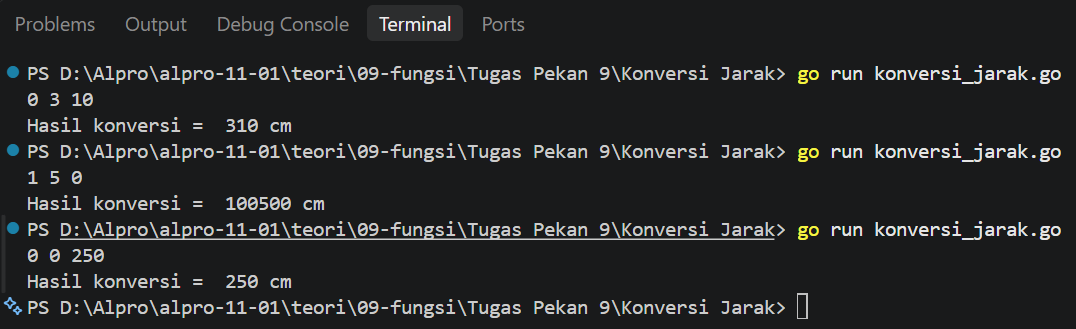 Problems Output Debug Console Terminal Ports
PS D:\Alpro\alpro-11-01\teori\09-fungsi\Tugas Pekan 9\Konversi Jarak> go run konversi_jarak.go
0 3 10
Hasil konversi =  310 cm
PS D:\Alpro\alpro-11-01\teori\09-fungsi\Tugas Pekan 9\Konversi Jarak> go run konversi_jarak.go
1 5 0
Hasil konversi =  100500 cm
PS D:\Alpro\alpro-11-01\teori\09-fungsi\Tugas Pekan 9\Konversi Jarak> go run konversi_jarak.go
0 0 250
Hasil konversi =  250 cm
PS D:\Alpro\alpro-11-01\teori\09-fungsi\Tugas Pekan 9\Konversi Jarak>